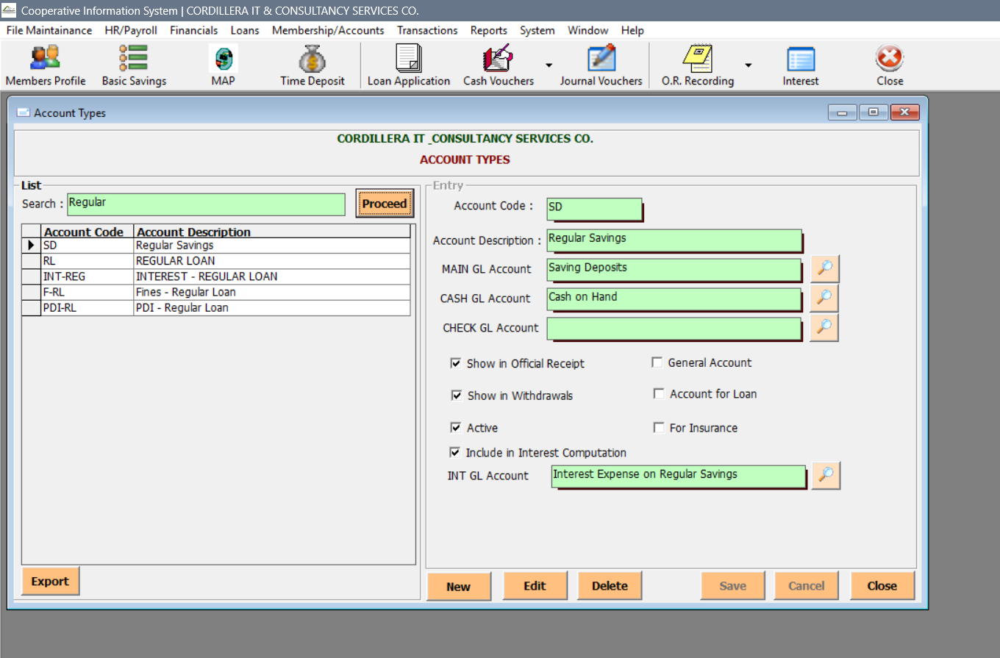 Cooperative Information System | CORDILLERA IT & CONSULTANCY SERVICES CO.
File Maintainance HR/Payroll Financials Loans Membership/Accounts Transactions Reports System Window Help
Members Profile Basic Savings MAP Time Deposit Loan Application Cash Vouchers Journal Vouchers O.R. Recording Interest Close
Account Types
CORDILLERA IT _CONSULTANCY SERVICES CO.
ACCOUNT TYPES
List
Search : Regular Proceed
Account Code Account Description
SD Regular Savings
RL REGULAR LOAN
INT-REG INTEREST - REGULAR LOAN
F-RL Fines - Regular Loan
PDI-RL PDI - Regular Loan
Export
Entry
Account Code : SD
Account Description : Regular Savings
MAIN GL Account Saving Deposits
CASH GL Account Cash on Hand
CHECK GL Account
Show in Official Receipt General Account
Show in Withdrawals Account for Loan
Active For Insurance
Include in Interest Computation
INT GL Account Interest Expense on Regular Savings
New Edit Delete Save Cancel Close